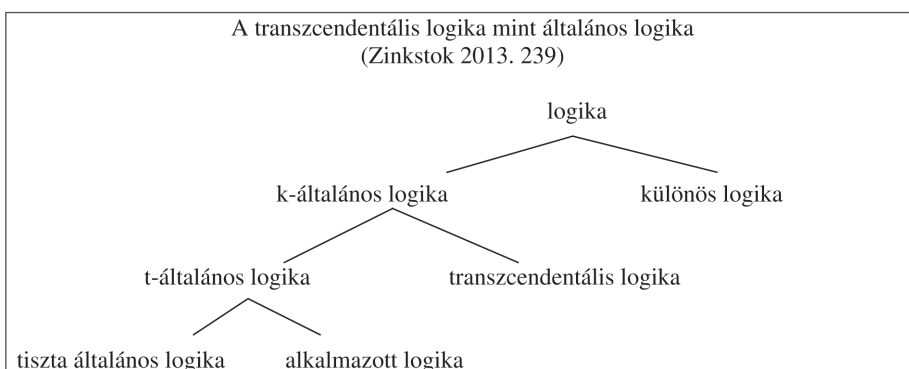 A transzcendentális logika mint általános logika
(Zinkstok 2013. 239)
logika
k-általános logika különös logika
t-általános logika transzcendentális logika
tiszta általános logika alkalmazott logika